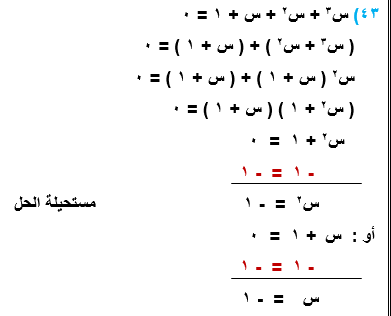 ٤٣) س٣ + س٢ + س + ١ = ٠
( س٣ + س٢ ) + ( س + ١ ) = ٠
س٢ ( س + ١ ) + ( س + ١ ) = ٠
( س٢ + ١ ) ( س + ١ ) = ٠
س٢ + ١ = ٠
- ١ = - ١
س٢ = - ١ مستحيلة الحل
أو : س + ١ = ٠
- ١ = - ١
س = - ١